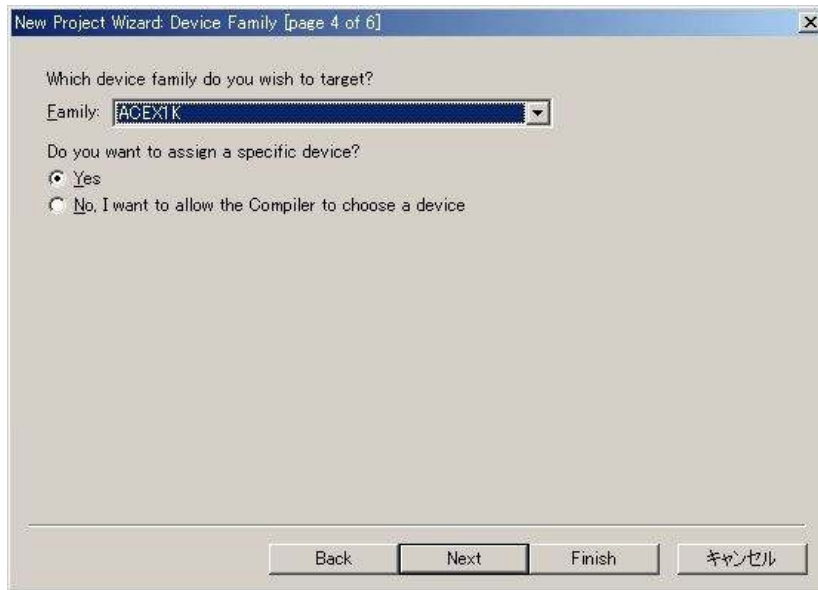 New Project Wizard: Device Family [page 4 of 6]
Which device family do you wish to target?
Family: ACEX1K
Do you want to assign a specific device?
Yes
No, I want to allow the Compiler to choose a device
Back Next Finish キャンセル